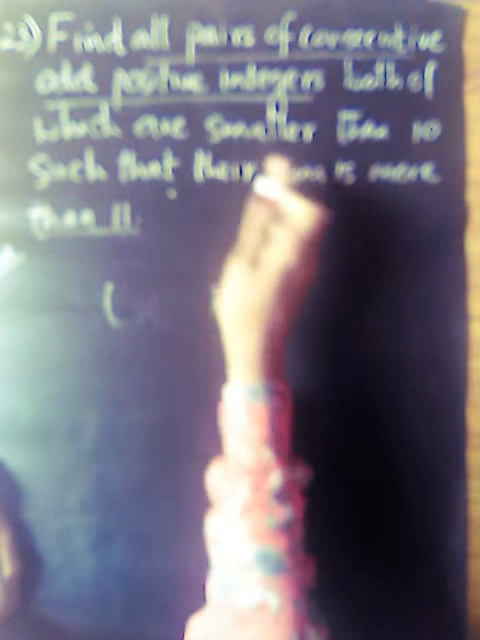 23) Find all pairs of consecutive
odd positive integers both of
which are smaller than 10
Such that their is more
than 11.